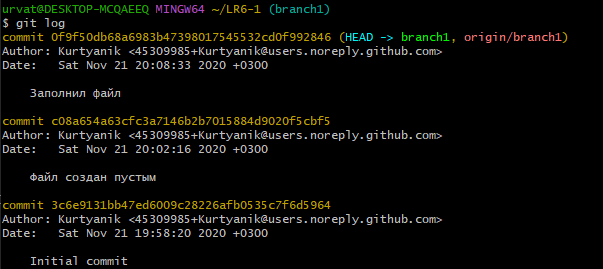 urvat@DESKTOP-MCQAEEQ MINGW64 ~/LR6-1 (branch1)
$ git log
commit 0f9f50db68a6983b47398017545532cd0f992846 (HEAD -> branch1, origin/branch1)
Author: Kurtyanik <45309985+Kurtyanik@users.noreply.github.com>
Date:   Sat Nov 21 20:08:33 2020 +0300
Заполнил файл
commit c08a654a63cfc3a7146b2b7015884d9020f5cbf5
Author: Kurtyanik <45309985+Kurtyanik@users.noreply.github.com>
Date:   Sat Nov 21 20:02:16 2020 +0300
Файл создан пустым
commit 3c6e9131bb47ed6009c28226afb0535c7f6d5964
Author: Kurtyanik <45309985+Kurtyanik@users.noreply.github.com>
Date:   Sat Nov 21 19:58:20 2020 +0300
Initial commit